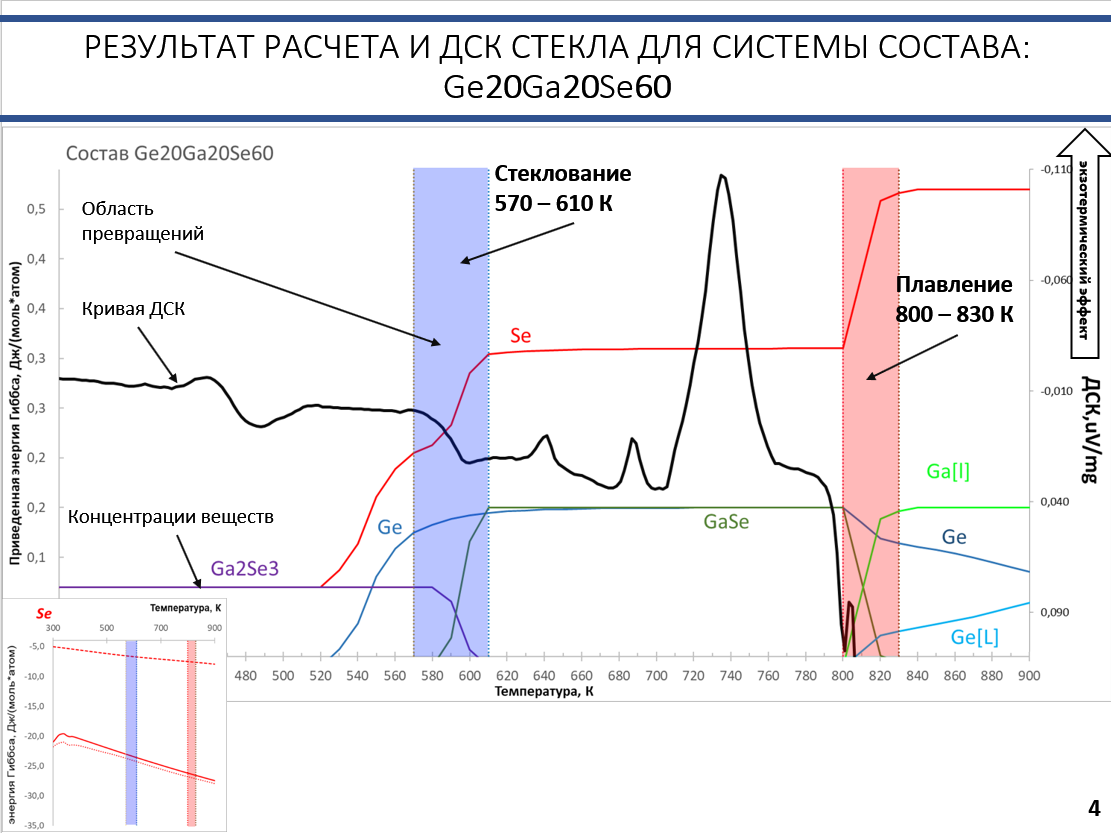 РЕЗУЛЬТАТ РАСЧЕТА И ДСК СТЕКЛА ДЛЯ СИСТЕМЫ СОСТАВА:
Ge20Ga20Se60
Состав Ge20Ga20Se60
Приведенная энергия Гиббса, Дж/(моль*атом)
0,5
0,4
0,4
0,3
0,3
0,2
0,2
0,1
Область
превращений
Кривая ДСК
Концентрации веществ
Ga2Se3
Стеклование
570 – 610 К
Se
Ge
GaSe
Плавление
800 – 830 К
Ga[l]
Ge
Ge[L]
-0,110
-0,060
-0,010
0,040
0,090
экзотермический эффект
ДСК,uV/mg
480 500 520 540 560 580 600 620 640 660 680 700 720 740 760 780 800 820 840 860 880 900
Температура, К
Se
Температура, К
300 500 700 900
-5,0
-10,0
-15,0
-20,0
-25,0
-30,0
-35,0
энергия Гиббса, Дж/(моль*атом)
4